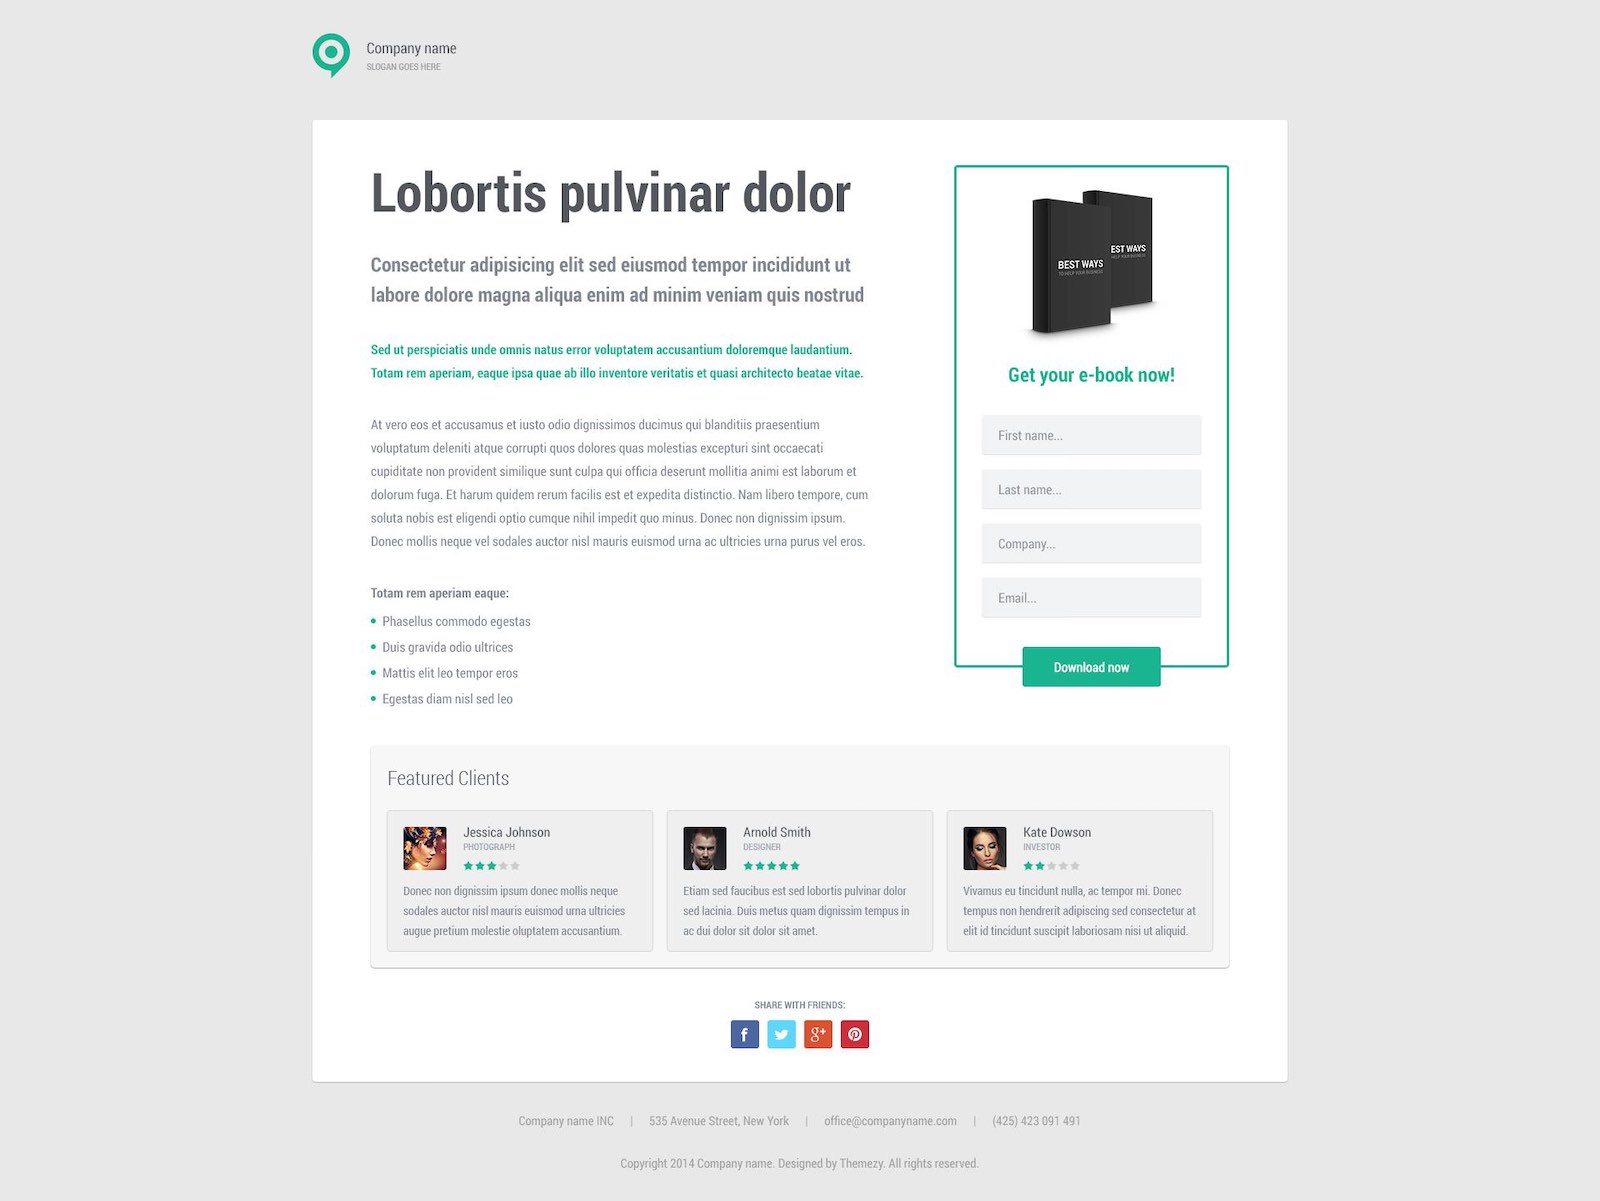 Company name
SLOGAN GOES HERE
Lobortis pulvinar dolor
Consectetur adipisicing elit sed eiusmod tempor incididunt ut
labore dolore magna aliqua enim ad minim veniam quis nostrud
Sed ut perspiciatis unde omnis natus error voluptatem accusantium doloremque laudantium.
Totam rem aperiam, eaque ipsa quae ab illo inventore veritatis et quasi architecto beatae vitae.
At vero eos et accusamus et iusto odio dignissimos ducimus qui blanditiis praesentium
voluptatum deleniti atque corrupti quos dolores quas molestias excepturi sint occaecati
cupiditate non provident similique sunt culpa qui officia deserunt mollitia animi est laborum et
dolorum fuga. Et harum quidem rerum facilis est et expedita distinctio. Nam libero tempore, cum
soluta nobis est eligendi optio cumque nihil impedit quo minus. Donec non dignissim ipsum.
Donec mollis neque vel sodales auctor nisl mauris euismod urna ac ultricies urna purus vel eros.
Totam rem aperiam eaque:
Phasellus commodo egestas
Duis gravida odio ultrices
Mattis elit leo tempor eros
Egestas diam nisl sed leo
BEST WAYS
TO HELP YOUR BUSINESS
EST WAYS
HELP YOUR BUSINESS
Get your e-book now!
First name...
Last name...
Company...
Email...
Download now
Featured Clients
Jessica Johnson
PHOTOGRAPH
Donec non dignissim ipsum donec mollis neque
sodales auctor nisl mauris euismod urna ultricies
augue pretium molestie oluptatem accusantium.
Arnold Smith
DESIGNER
Etiam sed faucibus est sed lobortis pulvinar dolor
sed lacinia. Duis metus quam dignissim tempus in
ac dui dolor sit dolor sit amet.
Kate Dowson
INVESTOR
Vivamus eu tincidunt nulla, ac tempor mi. Donec
tempus non hendrerit adipiscing sed consectetur at
elit id tincidunt suscipit laboriosam nisi ut aliquid.
SHARE WITH FRIENDS:
Company name INC | 535 Avenue Street, New York | office@companyname.com | (425) 423 091 491
Copyright 2014 Company name. Designed by Themezy. All rights reserved.